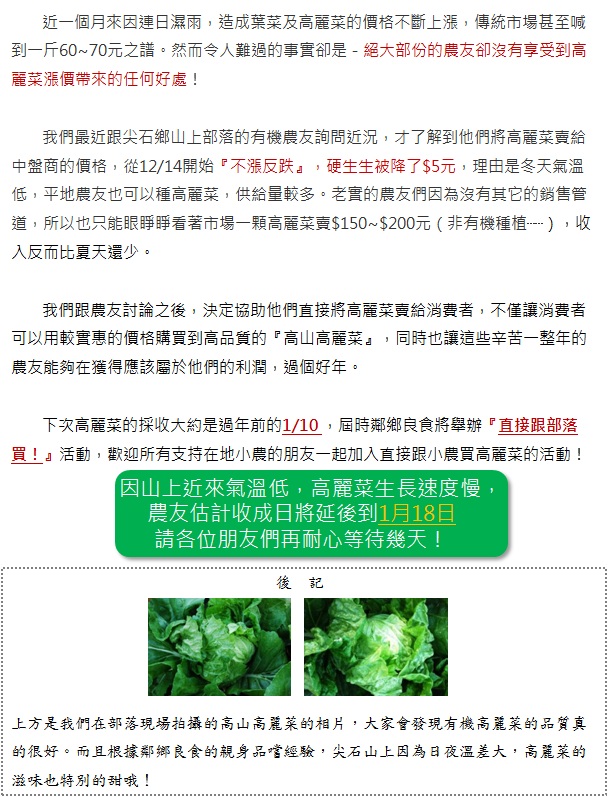 近一個月來因連日濕雨，造成葉菜及高麗菜的價格不斷上漲，傳統市場甚至喊
到一斤60~70元之譜。然而令人難過的事實卻是－絕大部份的農友卻沒有享受到高
麗菜漲價帶來的任何好處！
我們最近跟尖石鄉山上部落的有機農友詢問近況，才了解到他們將高麗菜賣給
中盤商的價格，從12/14開始『不漲反跌』，硬生生被降了$5元，理由是冬天氣溫
低，平地農友也可以種高麗菜，供給量較多。老實的農友們因為沒有其它的銷售管
道，所以也只能眼睜睜看著市場一顆高麗菜賣$150~$200元（非有機種植┈），收
入反而比夏天還少。
我們跟農友討論之後，決定協助他們直接將高麗菜賣給消費者，不僅讓消費者
可以用較實惠的價格購買到高品質的『高山高麗菜』，同時也讓這些辛苦一整年的
農友能夠在獲得應該屬於他們的利潤，過個好年。
下次高麗菜的採收大約是過年前的1/10，屆時鄰鄉良食將舉辦『直接跟部落
買！』活動，歡迎所有支持在地小農的朋友一起加入直接跟小農買高麗菜的活動！
因山上近來氣溫低，高麗菜生長速度慢，
農友估計收成日將延後到1月18日
請各位朋友們再耐心等待幾天！
後 記
上方是我們在部落現場拍攝的高山高麗菜的相片，大家會發現有機高麗菜的品質真
的很好。而且根據鄰鄉良食的親身品嚐經驗，尖石山上因為日夜溫差大，高麗菜的
滋味也特別的甜哦！